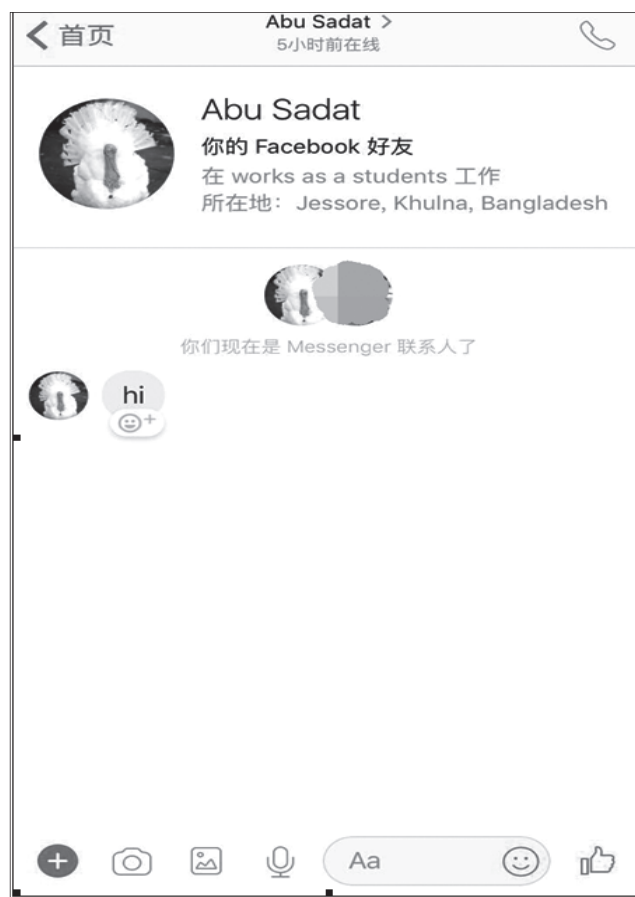 首页
Abu Sadat >
5小时前在线
Abu Sadat
你的 Facebook 好友
在 works as a students 工作
所在地：Jessore, Khulna, Bangladesh
你们现在是 Messenger 联系人了
hi
Aa